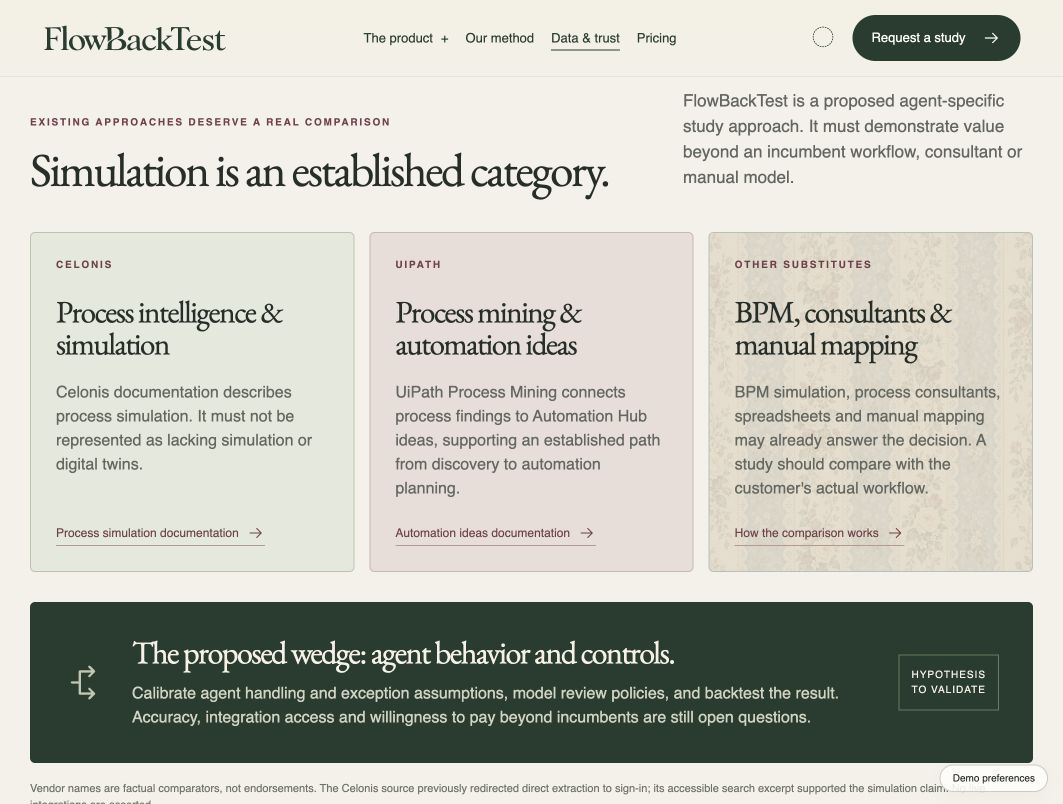 FlowBackTest
The product +
Our method
Data & trust
Pricing
Request a study
EXISTING APPROACHES DESERVE A REAL COMPARISON
Simulation is an established category.
FlowBackTest is a proposed agent-specific
study approach. It must demonstrate value
beyond an incumbent workflow, consultant or
manual model.
CELONIS
Process intelligence &
simulation
Celonis documentation describes
process simulation. It must not be
represented as lacking simulation or
digital twins.
Process simulation documentation
UIPATH
Process mining &
automation ideas
UiPath Process Mining connects
process findings to Automation Hub
ideas, supporting an established path
from discovery to automation
planning.
Automation ideas documentation
OTHER SUBSTITUTES
BPM, consultants &
manual mapping
BPM simulation, process consultants,
spreadsheets and manual mapping
may already answer the decision. A
study should compare with the
customer's actual workflow.
How the comparison works
The proposed wedge: agent behavior and controls.
Calibrate agent handling and exception assumptions, model review policies, and backtest the result.
Accuracy, integration access and willingness to pay beyond incumbents are still open questions.
HYPOTHESIS
TO VALIDATE
Demo preferences
Vendor names are factual comparators, not endorsements. The Celonis source previously redirected direct extraction to sign-in; its accessible search excerpt supported the simulation claim. No live
integrations are asserted.